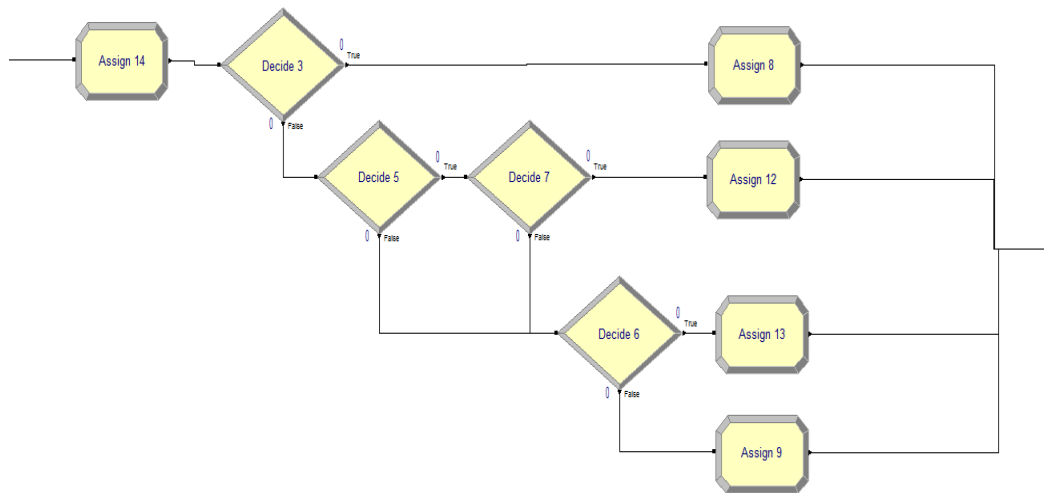 0
True
Assign 14
Decide 3
Assign 8
0
False
0
True
0
True
Decide 5
Decide 7
Assign 12
0
False
0
False
0
True
Decide 6
Assign 13
0
False
Assign 9